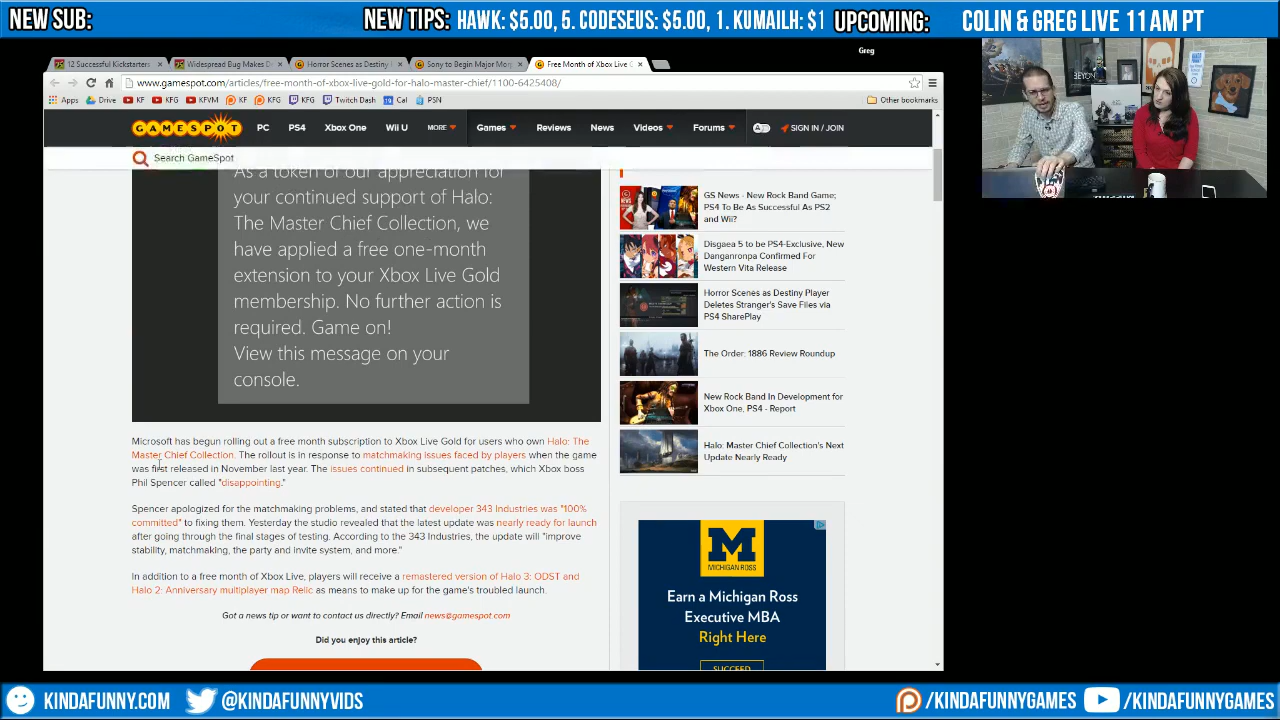 NEW SUB:
NEW TIPS: HAWK: $5.00, 5. CODESEUS: $5.00, 1. KUMAILH: $1
UPCOMING: COLIN & GREG LIVE 11 AM PT
Greg
12 Successful Kickstarters
Widespread Bug Makes D
Horror Scenes as Destiny
Sony to Begin Major Mor
Free Month of Xbox Live G
www.gamespot.com/articles/free-month-of-xbox-live-gold-for-halo-master-chief/1100-6425408/
Apps Drive KF KFG KFVM KF KFG KFG Twitch Dash Cal PSN Other bookmarks
GAMESPOT PC PS4 Xbox One Wii U MORE Games Reviews News Videos Forums SIGN IN / JOIN
Search GameSpot
As a token of our appreciation for
your continued support of Halo:
The Master Chief Collection, we
have applied a free one-month
extension to your Xbox Live Gold
membership. No further action is
required. Game on!
View this message on your
console.
Microsoft has begun rolling out a free month subscription to Xbox Live Gold for users who own Halo: The
Master Chief Collection. The rollout is in response to matchmaking issues faced by players when the game
was first released in November last year. The issues continued in subsequent patches, which Xbox boss
Phil Spencer called "disappointing."
Spencer apologized for the matchmaking problems, and stated that developer 343 Industries was "100%
committed" to fixing them. Yesterday the studio revealed that the latest update was nearly ready for launch
after going through the final stages of testing. According to the 343 Industries, the update will "improve
stability, matchmaking, the party and invite system, and more."
In addition to a free month of Xbox Live, players will receive a remastered version of Halo 3: ODST and
Halo 2: Anniversary multiplayer map Relic as means to make up for the game's troubled launch.
Got a news tip or want to contact us directly? Email news@gamespot.com
Did you enjoy this article?
GS News - New Rock Band Game;
PS4 To Be As Successful As PS2
and Wii?
Disgaea 5 to be PS4-Exclusive, New
Danganronpa Confirmed For
Western Vita Release
Horror Scenes as Destiny Player
Deletes Stranger's Save Files via
PS4 SharePlay
The Order: 1886 Review Roundup
New Rock Band In Development for
Xbox One, PS4 - Report
Halo: Master Chief Collection's Next
Update Nearly Ready
M
MICHIGAN ROSS
Earn a Michigan Ross
Executive MBA
Right Here
SUCCEED
KINDAFUNNY.COM
@KINDAFUNNYVIDS
/KINDAFUNNYGAMES
/KINDAFUNNYGAMES